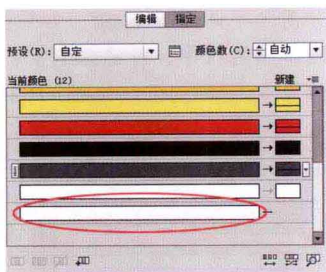 编辑 指定
预设(R): 自定 颜色数(C): 自动
当前颜色 (12) 新建